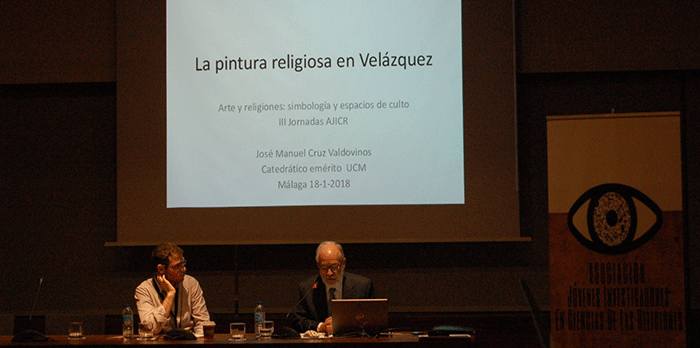 La pintura religiosa en Velázquez
Arte y religiones: simbología y espacios de culto
III Jornadas AJICR
José Manuel Cruz Valdovinos
Catedrático emérito UCM
Málaga 18-1-2018
Asociación
Jóvenes Investigadores
En Ciencias De Las Religiones